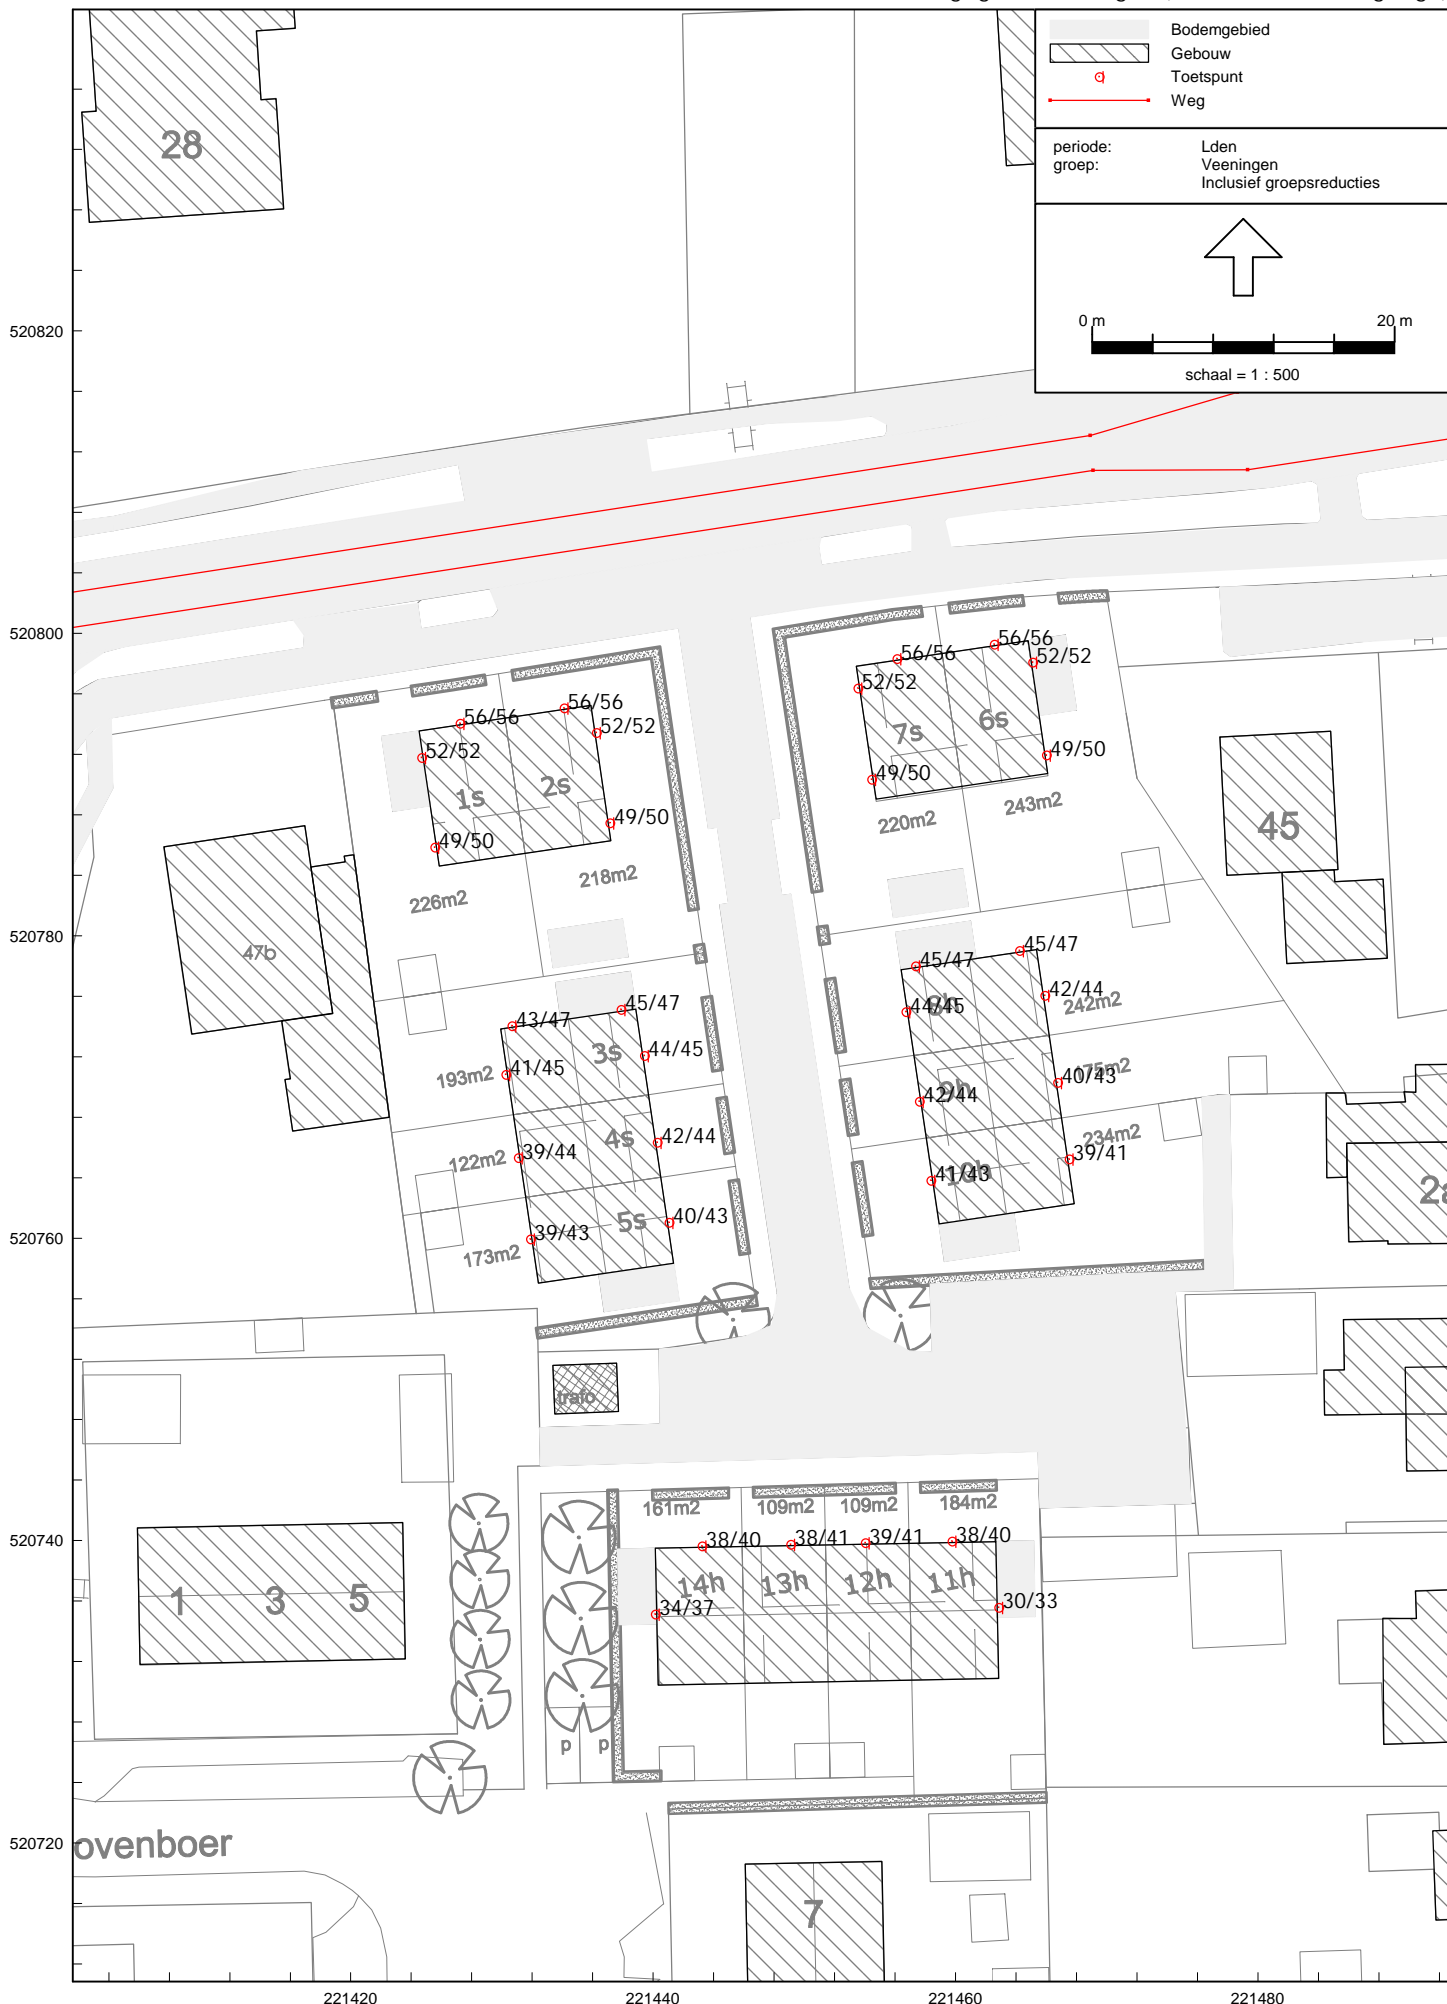 Bodemgebied
Gebouw
Toetspunt
Weg
periode: Lden
groep: Veeningen
Inclusief groepsreducties
0 m 20 m
schaal = 1 : 500
28
520820
520800
56/56 56/56
52/52 52/52
7s 6s
49/50 49/50
220m2 243m2
56/56 56/56
52/52 52/52
1s 2s
49/50 49/50
226m2 218m2
45
520780
47b
45/47 45/47
44/45 42/44
8h 242m2
9h 175m2
42/44 40/43
10h 234m2
41/43 39/41
43/47 45/47
41/45 44/45
193m2 3s
39/44 4s 42/44
122m2
39/43 5s 40/43
173m2
2a
520760
trafo
161m2 109m2 109m2 184m2
520740
38/40 38/41 39/41 38/40
14h 13h 12h 11h
34/37 30/33
1 3 5
p p
520720
ovenboer
7
221420 221440 221460 221480